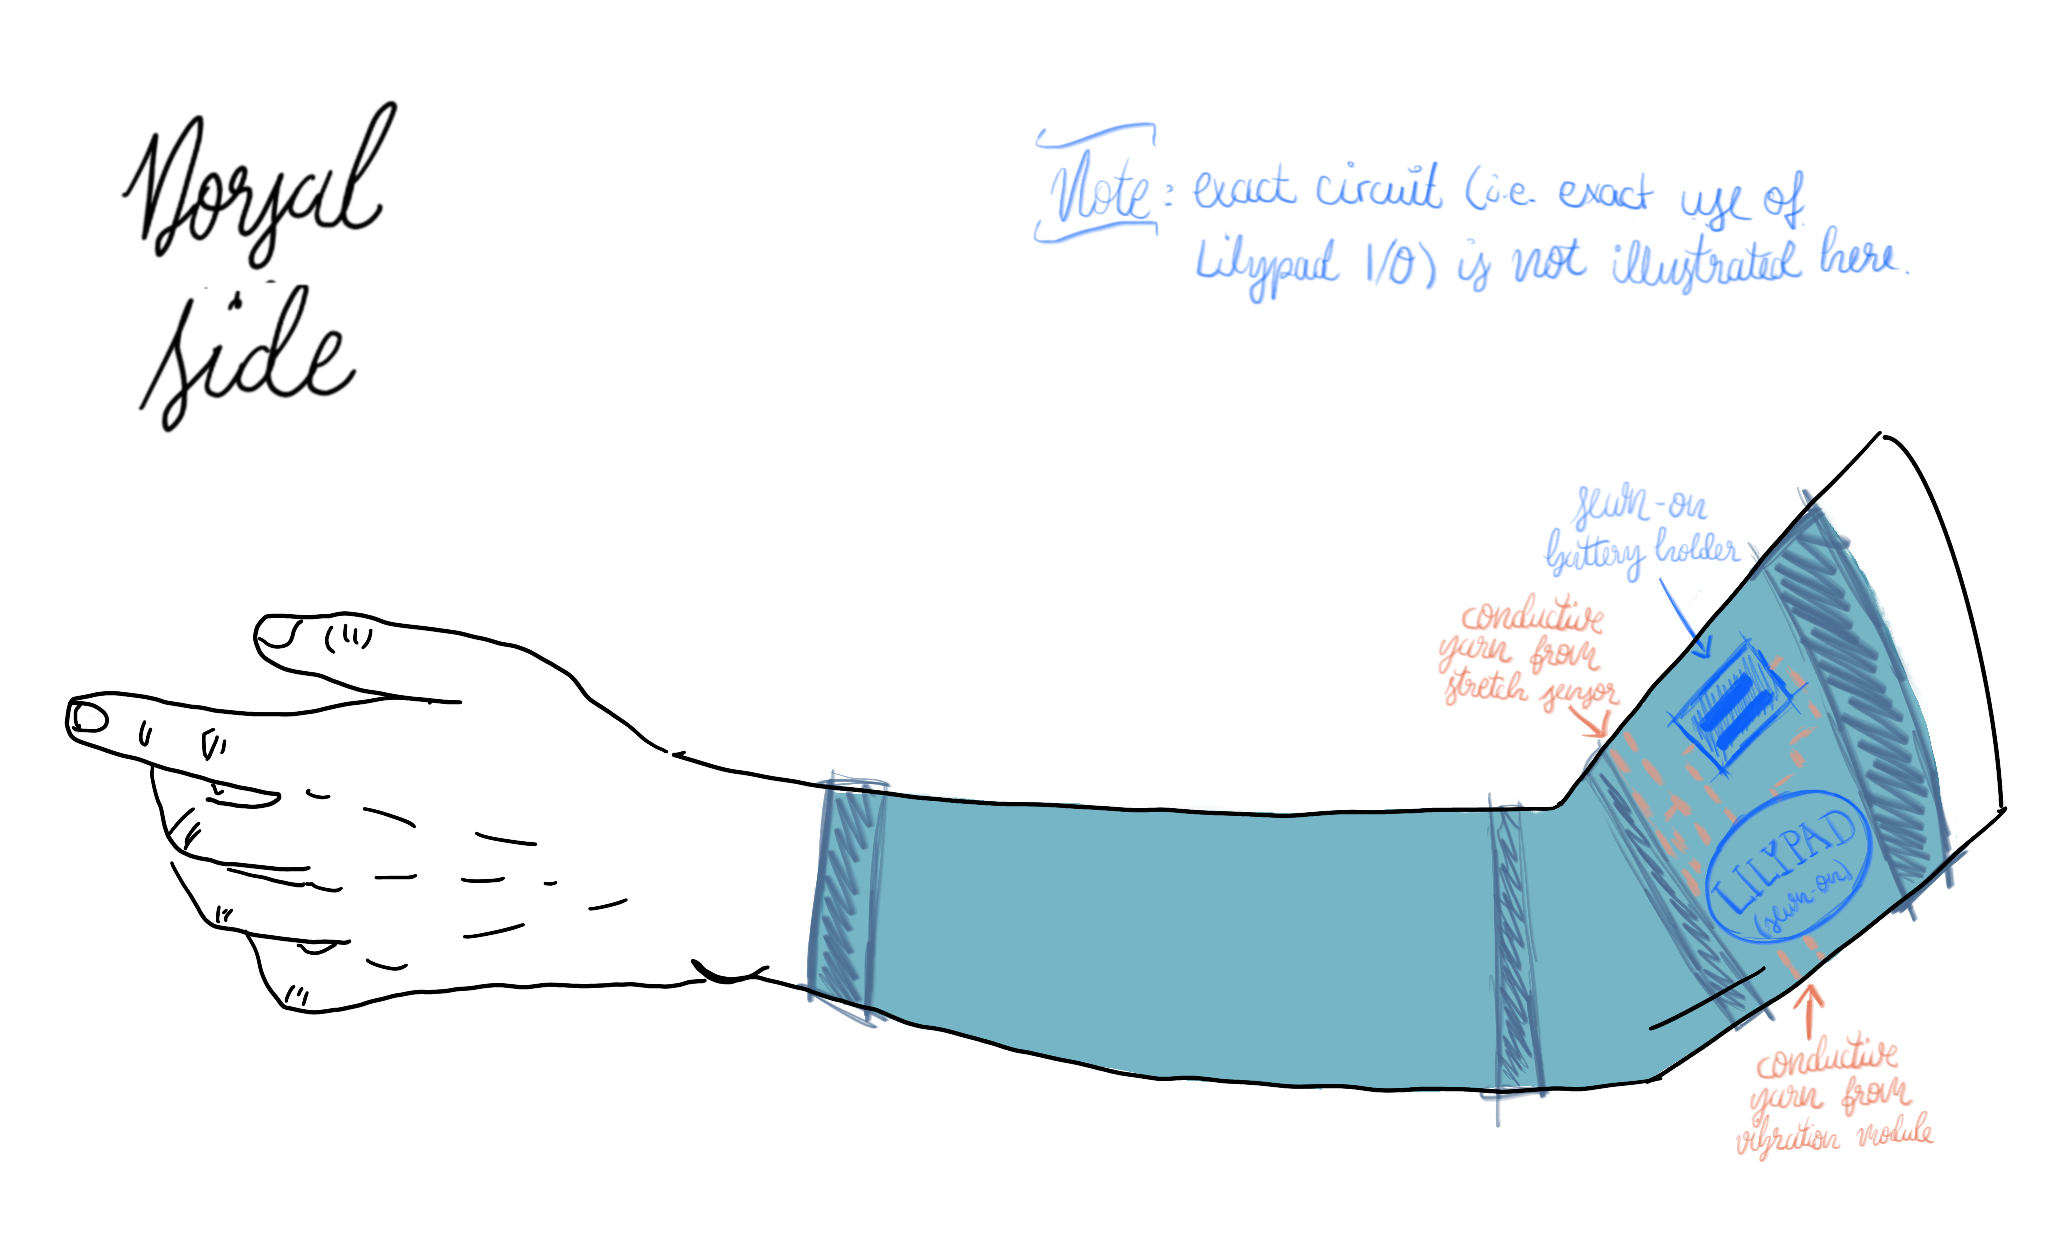 Dorsal
side
Note: exact circuit (i.e. exact use of
Lilypad I/O) is not illustrated here.
sewn-on
battery holder
conductive
yarn from
stretch sensor
LILYPAD
(sewn-on)
conductive
yarn from
vibration module